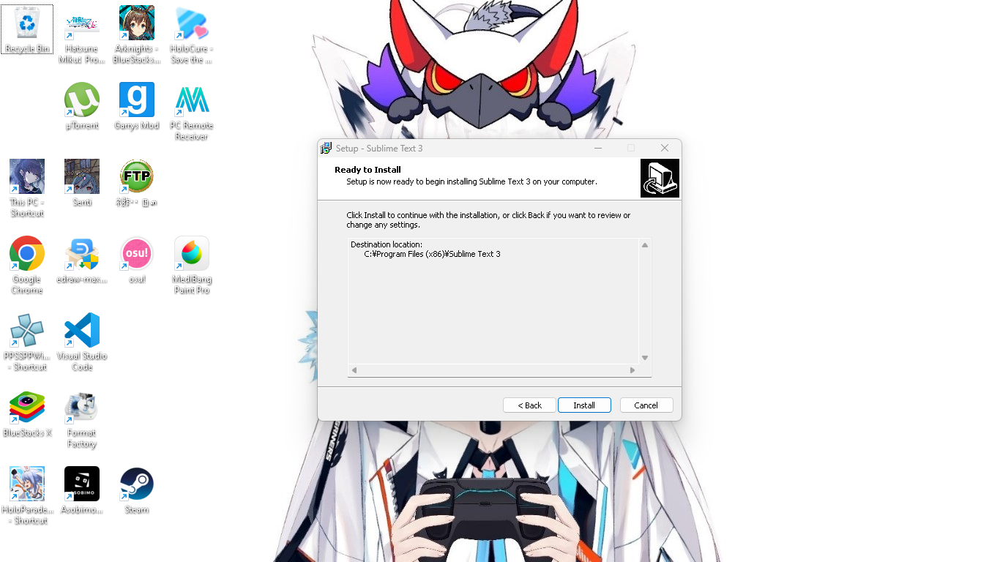 Recycle Bin
Hatsune
Miku: Pro...
Arknights -
BlueStacks...
HoloCure -
Save the ...
µTorrent
g
Garrys Mod
PC Remote
Receiver
This PC -
Shortcut
Senti
FTP
Google
Chrome
edraw-max...
osu!
osu!
MediBang
Paint Pro
PPSSPPWi...
- Shortcut
Visual Studio
Code
BlueStacks X
Format
Factory
HoloParade...
- Shortcut
SOBIMO
Asobimo...
Steam
Setup - Sublime Text 3
Ready to Install
Setup is now ready to begin installing Sublime Text 3 on your computer.
Click Install to continue with the installation, or click Back if you want to review or
change any settings.
Destination location:
C:¥Program Files (x86)¥Sublime Text 3
< Back
Install
Cancel